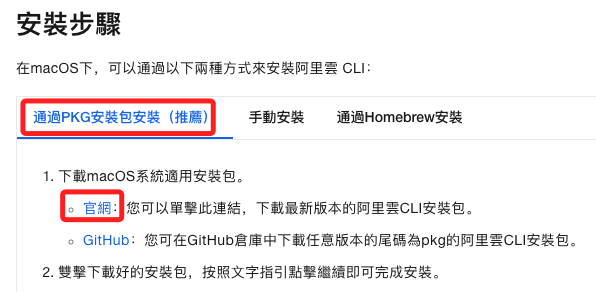 安裝步驟
在macOS下，可以通過以下兩種方式來安裝阿里雲 CLI：
通過PKG安裝包安裝（推薦） 手動安裝 通過Homebrew安裝
1. 下載macOS系統適用安裝包。
官網：您可以單擊此連結，下載最新版本的阿里雲CLI安裝包。
GitHub：您可在GitHub倉庫中下載任意版本的尾碼為pkg的阿里雲CLI安裝包。
2. 雙擊下載好的安裝包，按照文字指引點擊繼續即可完成安裝。